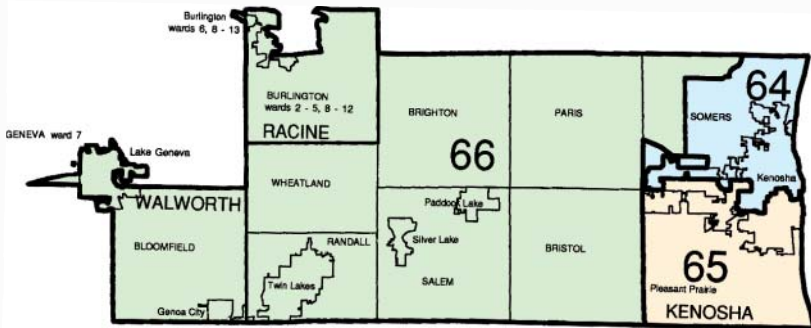 Burlington
wards 6, 8 - 13
64
BURLINGTON
wards 2 - 5, 8 - 12
BRIGHTON
PARIS
SOMERS
RACINE
GENEVA ward 7
Lake Geneva
66
WHEATLAND
Kenosha
WALWORTH
Paddock Lake
BLOOMFIELD
RANDALL
Silver Lake
BRISTOL
65
Twin Lakes
SALEM
Pleasant Prairie
Genoa City
KENOSHA